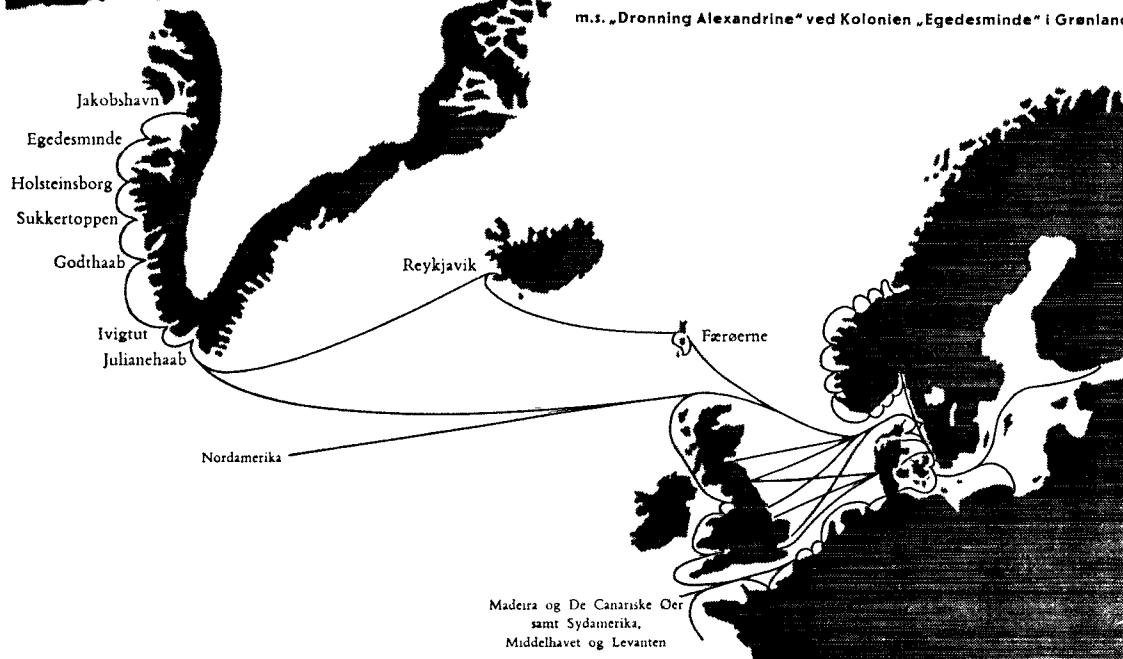 m.s. „Dronning Alexandrine" ved Kolonien „Egedesminde" i Grønland
Jakobshavn
Egedesminde
Holsteinsborg
Sukkertoppen
Godthaab
Reykjavik
Ivigtut
Færøerne
Julianehaab
Nordamerika
Madeira og De Canariske Øer
samt Sydamerika,
Middelhavet og Levanten